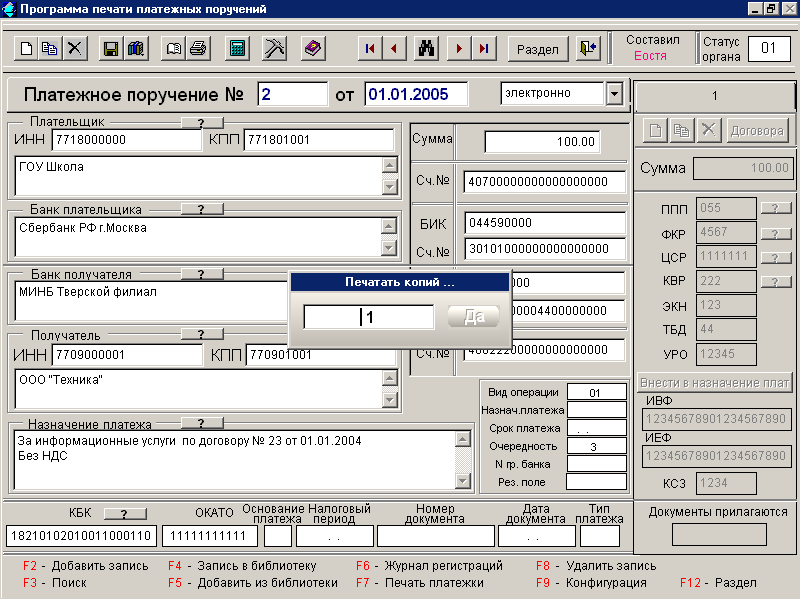 Программа печати платежных поручений
Раздел
Составил
Еостя
Статус
органа
01
Платежное поручение № 2 от 01.01.2005 электронно
Плательщик ?
ИНН 7718000000 КПП 771801001
ГОУ Школа
Банк плательщика ?
Сбербанк РФ г.Москва
Банк получателя ?
МИНБ Тверской филиал
Получатель ?
ИНН 7709000001 КПП 770901001
ООО "Техника"
Назначение платежа ?
За информационные услуги по договору № 23 от 01.01.2004
Без НДС
Сумма 100.00
Сч.№ 40700000000000000000
БИК 044590000
Сч.№ 30101000000000000000
000
00004400000000
Сч.№ 40022200000000000000
Печатать копий ...
1
Да
Вид операции 01
Назнач.платежа
Срок платежа . .
Очередность 3
N гр. банка
Рез. поле
1
Договора
Сумма 100.00
ППП 055 ?
ФКР 4567 ?
ЦСР 1111111 ?
КВР 222 ?
ЭКН 123
ТБД 44
УРО 12345
Внести в назначение плат
ИВФ
12345678901234567890
ИЕФ
12345678901234567890
КСЗ 1234
Документы прилагаются
КБК ?
18210102010011000110
ОКАТО
11111111111
Основание
платежа
Налоговый
период
. .
Номер
документа
Дата
документа
. .
Тип
платежа
F2 - Добавить запись F4 - Запись в библиотеку F6 - Журнал регистраций F8 - Удалить запись
F3 - Поиск F5 - Добавить из библиотеки F7 - Печать платежки F9 - Конфигурация F12 - Раздел